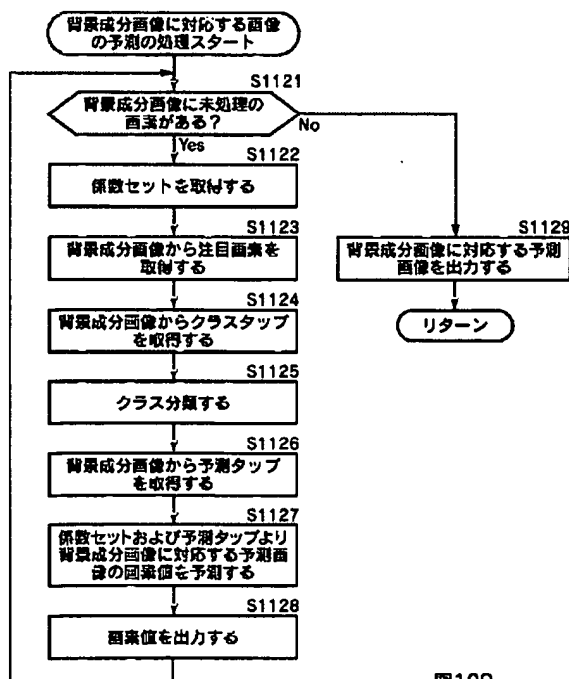 背景成分画像に対応する画像
の予測の処理スタート
S1121
背景成分画像に未処理の
画素がある？
No
Yes
S1122
係数セットを取得する
S1123
背景成分画像から注目画素を
取得する
S1124
背景成分画像からクラスタップ
を取得する
S1125
クラス分類する
S1126
背景成分画像から予測タップ
を取得する
S1127
係数セットおよび予測タップより
背景成分画像に対応する予測画
像の画素値を予測する
S1128
画素値を出力する
S1129
背景成分画像に対応する予測
画像を出力する
リターン